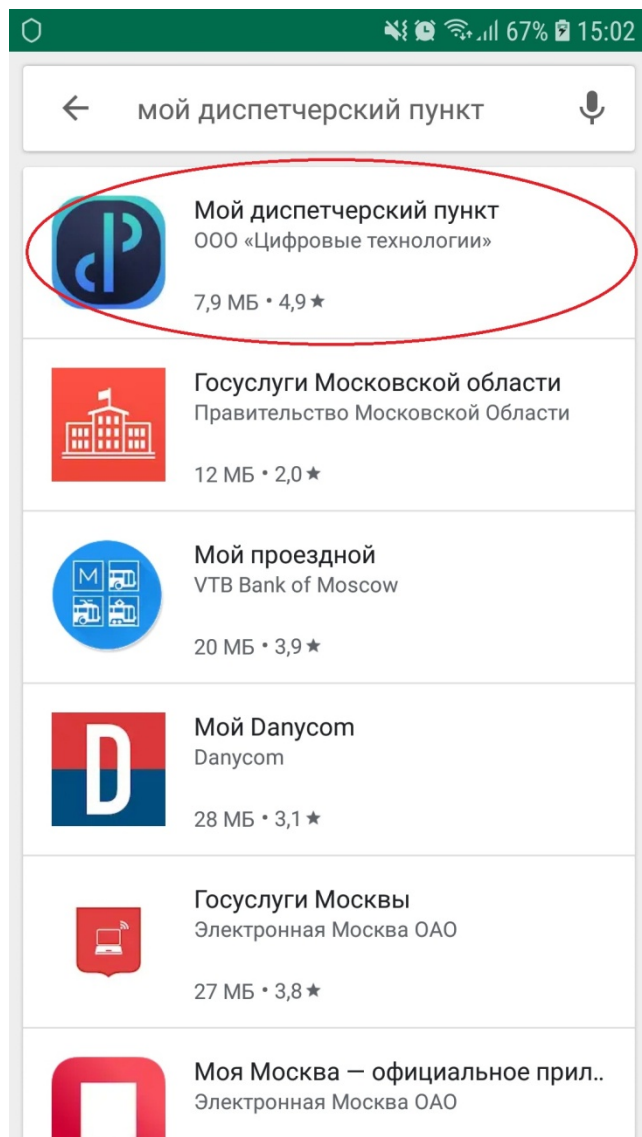 67% 15:02
мой диспетчерский пункт
Мой диспетчерский пункт
ООО «Цифровые технологии»
7,9 МБ • 4,9 ★
Госуслуги Московской области
Правительство Московской Области
12 МБ • 2,0 ★
Мой проездной
VTB Bank of Moscow
М
20 МБ • 3,9 ★
Мой Danycom
Danycom
D
28 МБ • 3,1 ★
Госуслуги Москвы
Электронная Москва ОАО
27 МБ • 3,8 ★
Моя Москва — официальное прил..
Электронная Москва ОАО